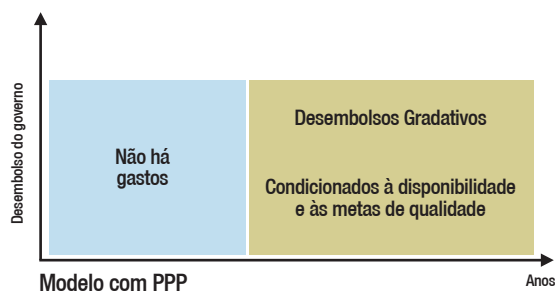 Desembolso do governo
Não há
gastos
Desembolsos Gradativos
Condicionados à disponibilidade
e às metas de qualidade
Modelo com PPP
Anos